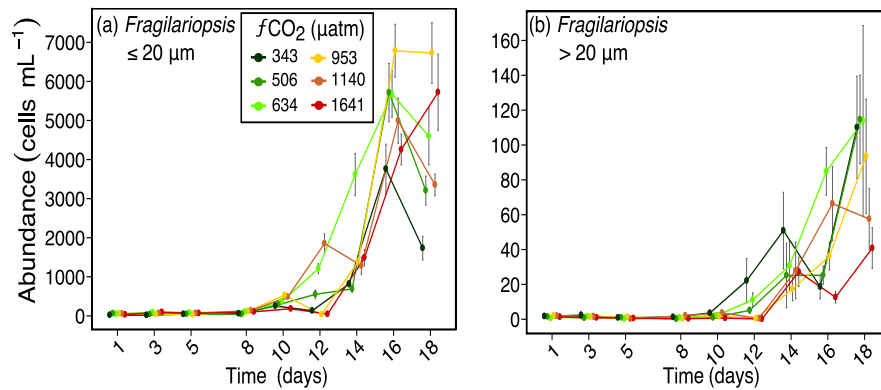 (a) Fragilariopsis
≤ 20 µm
fCO2 (µatm)
343 953
506 1140
634 1641
Abundance (cells mL−1)
7000
6000
5000
4000
3000
2000
1000
0
1 3 5 8 10 12 14 16 18
Time (days)
(b) Fragilariopsis
> 20 µm
160
140
120
100
80
60
40
20
0
1 3 5 8 10 12 14 16 18
Time (days)